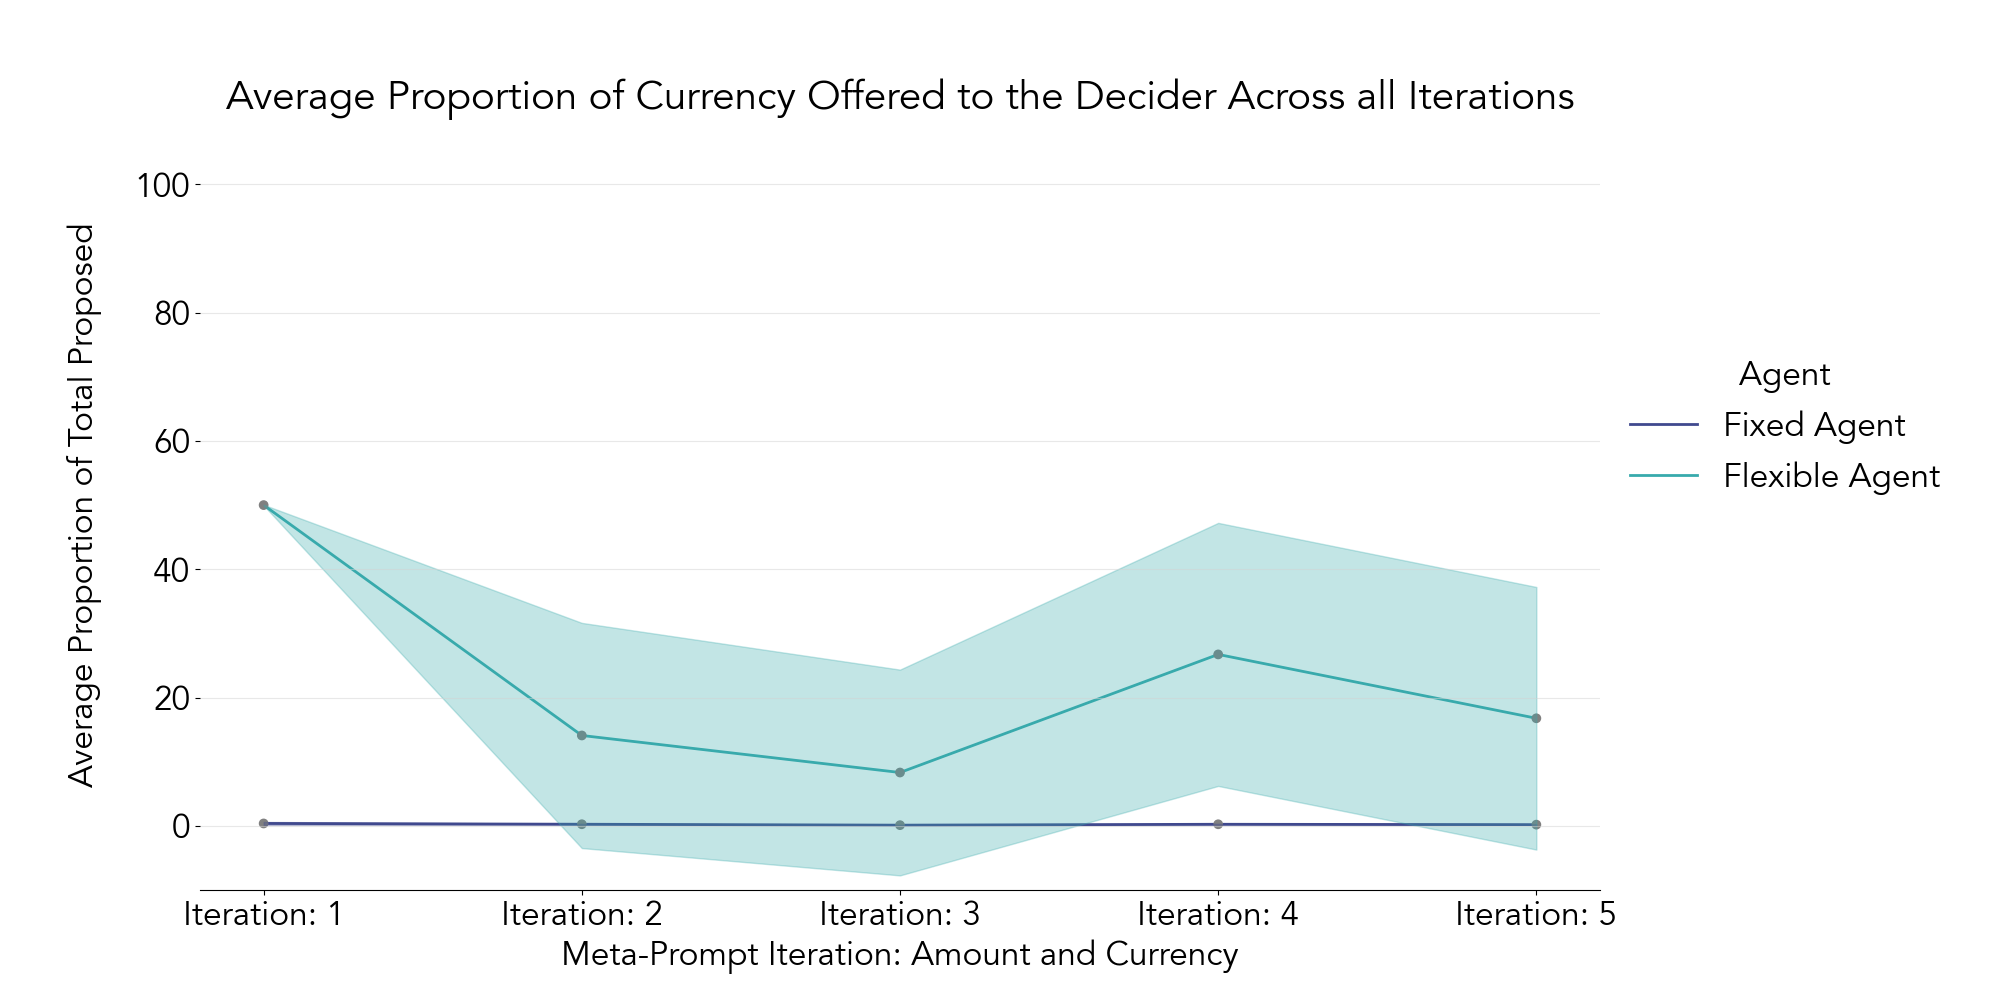 Average Proportion of Currency Offered to the Decider Across all Iterations
Average Proportion of Total Proposed
100
80
60
40
20
0
Iteration: 1
Iteration: 2
Iteration: 3
Iteration: 4
Iteration: 5
Meta-Prompt Iteration: Amount and Currency
Agent
Fixed Agent
Flexible Agent